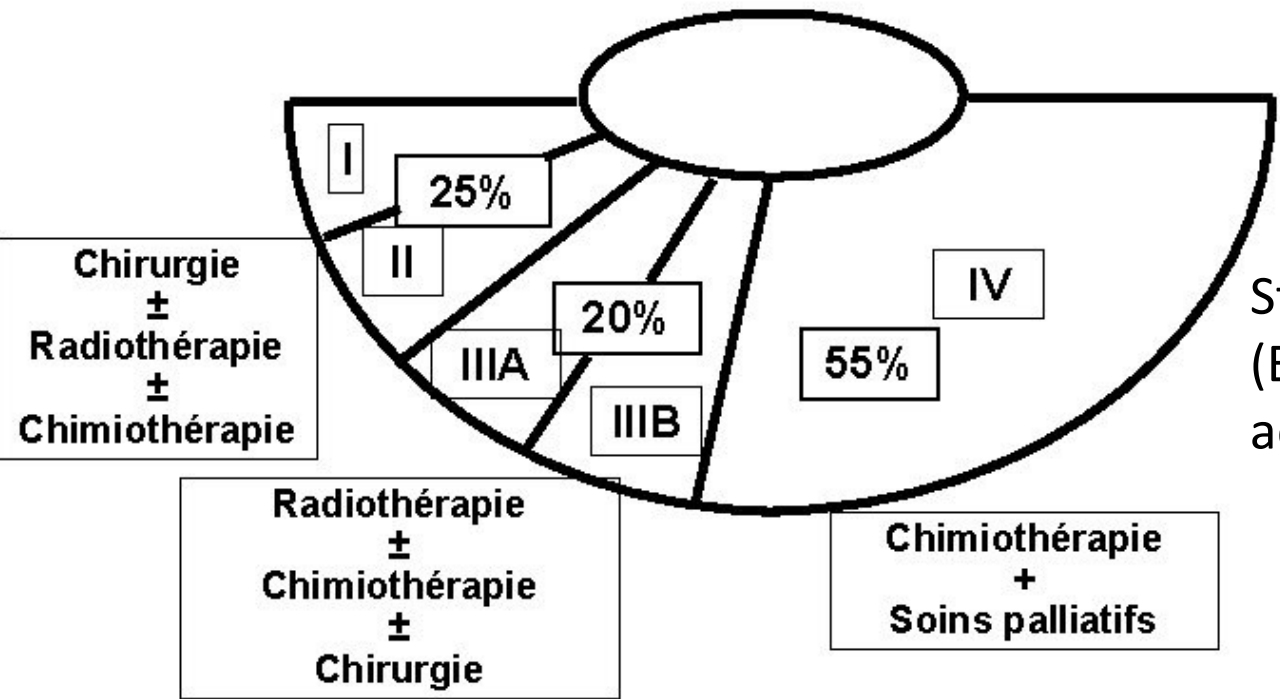 I
25%
II
Chirurgie
±
Radiothérapie
±
Chimiothérapie
20%
IIIA
IIIB
IV
55%
Radiothérapie
±
Chimiothérapie
±
Chirurgie
Chimiothérapie
+
Soins palliatifs